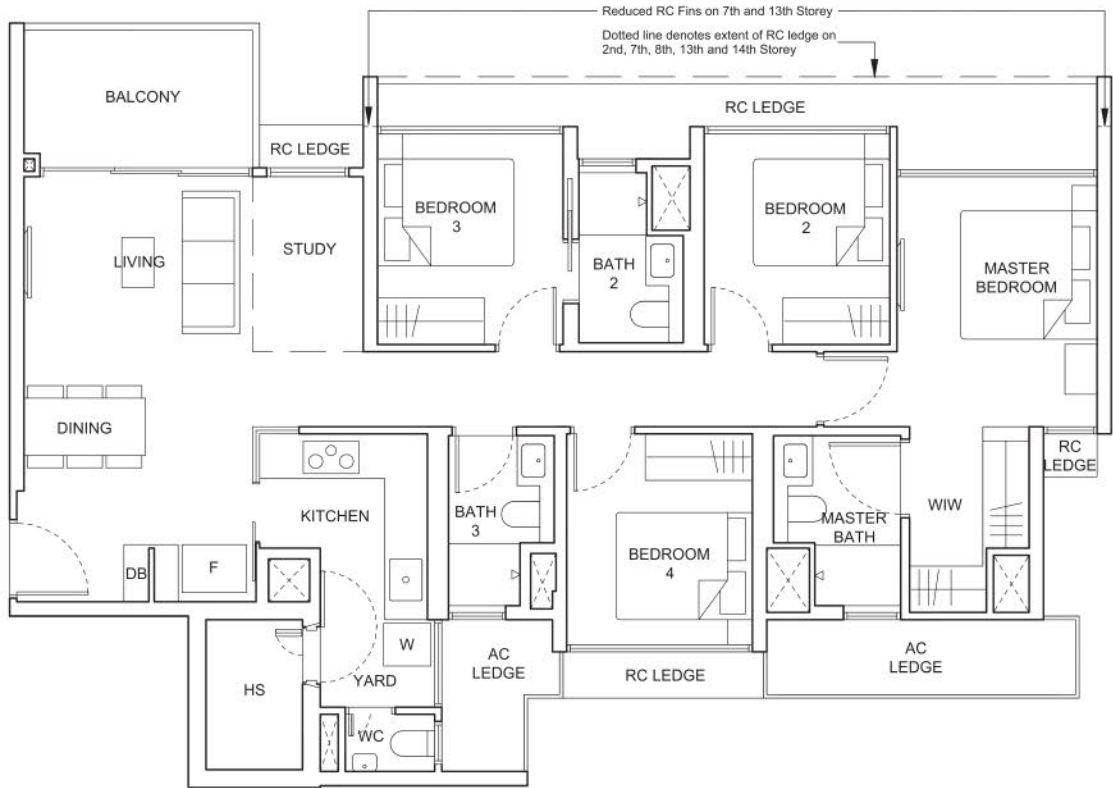 Reduced RC Fins on 7th and 13th Storey
Dotted line denotes extent of RC ledge on
2nd, 7th, 8th, 13th and 14th Storey
BALCONY
RC LEDGE
RC LEDGE
BEDROOM
3
BEDROOM
2
LIVING
STUDY
BATH
2
MASTER
BEDROOM
DINING
RC
LEDGE
KITCHEN
BATH
3
MASTER
BATH
WIW
BEDROOM
4
DB
F
W
AC
LEDGE
AC
LEDGE
HS
YARD
RC LEDGE
WC